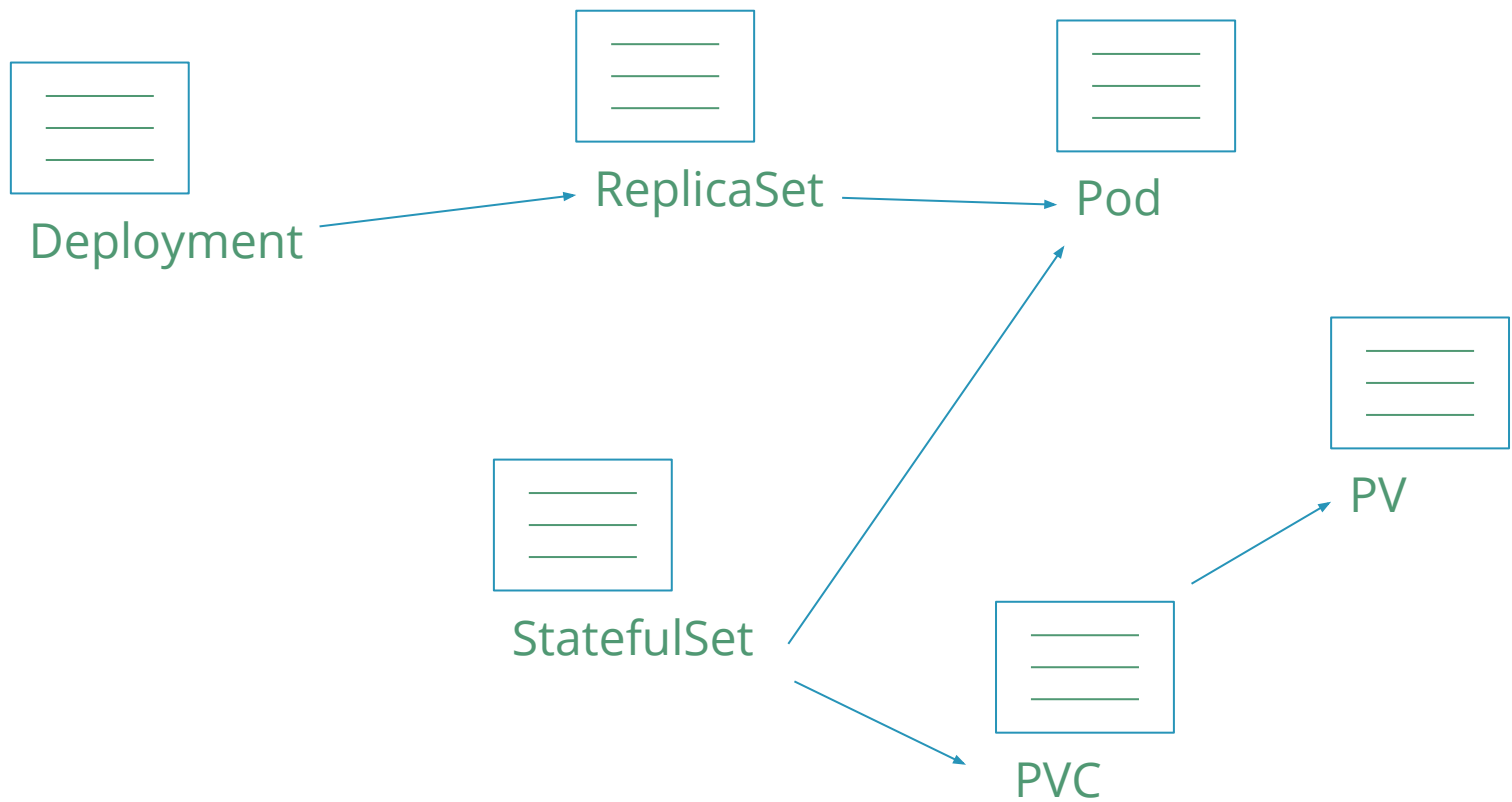 Deployment
ReplicaSet
Pod
StatefulSet
PVC
PV